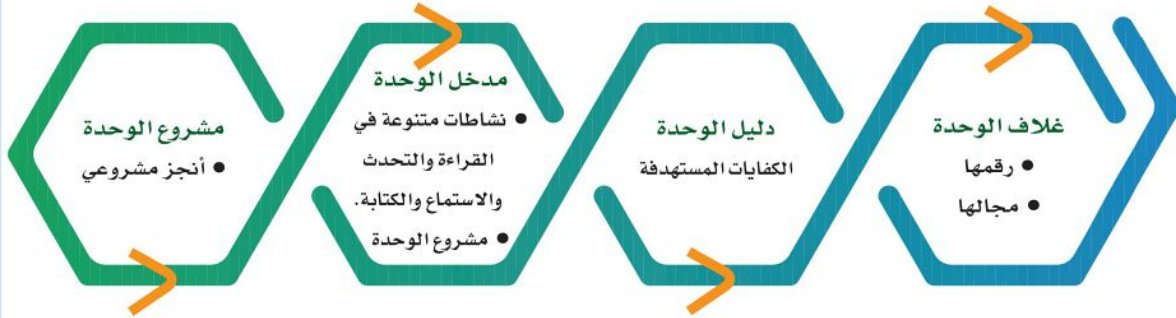 غلاف الوحدة
• رقمها
• مجالها
دليل الوحدة
الكفايات المستهدفة
مدخل الوحدة
• نشاطات متنوعة في
القراءة والتحدث
والاستماع والكتابة.
• مشروع الوحدة
مشروع الوحدة
• أنجز مشروعي